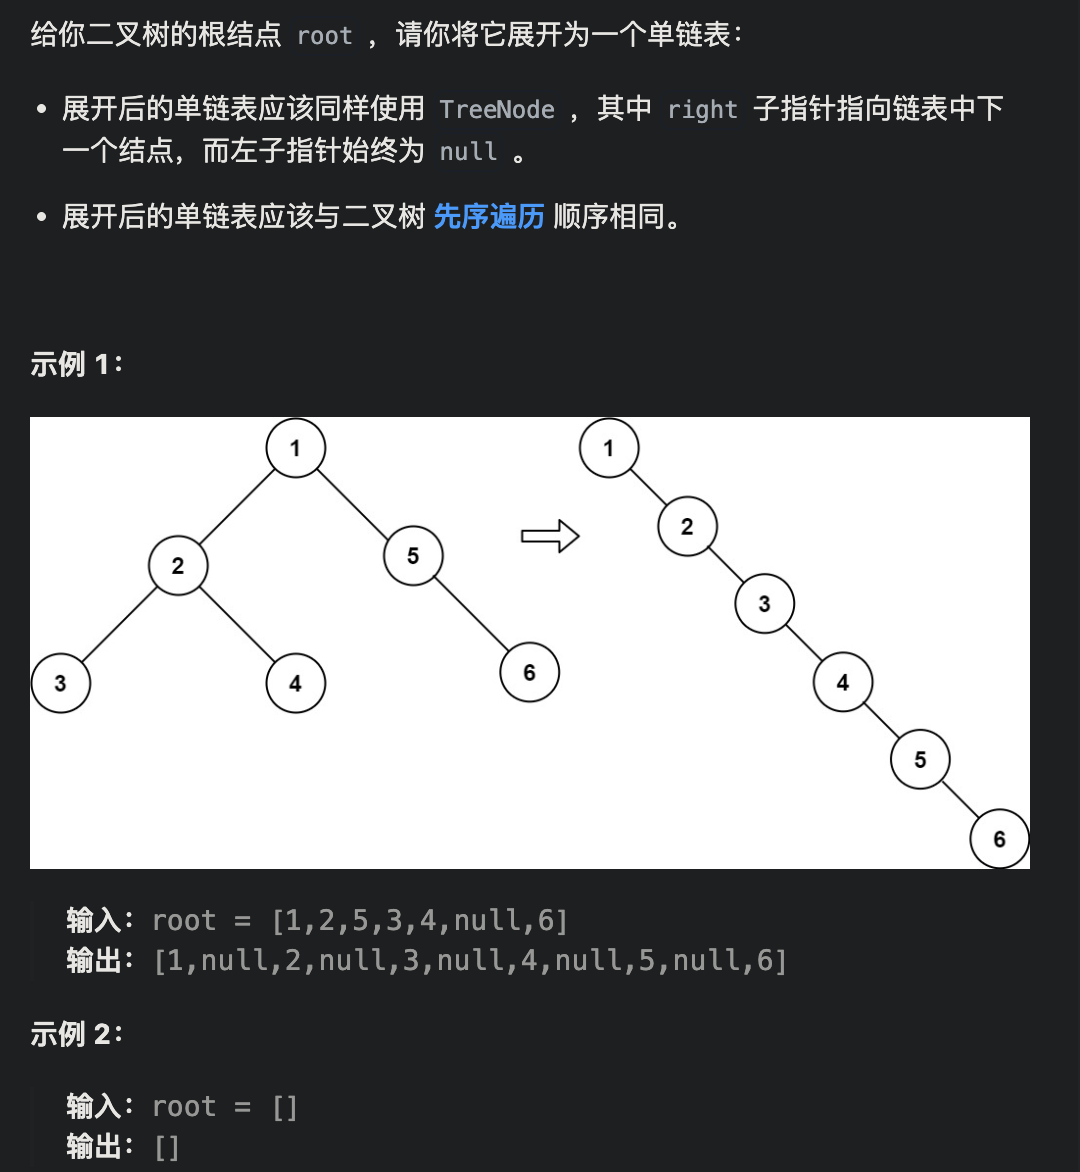 给你二叉树的根结点 root ，请你将它展开为一个单链表：
• 展开后的单链表应该同样使用 TreeNode ，其中 right 子指针指向链表中下
一个结点，而左子指针始终为 null 。
• 展开后的单链表应该与二叉树 先序遍历 顺序相同。
示例 1：
1
2
5
3
4
6
1
2
3
4
5
6
输入：root = [1,2,5,3,4,null,6]
输出：[1,null,2,null,3,null,4,null,5,null,6]
示例 2：
输入：root = []
输出：[]